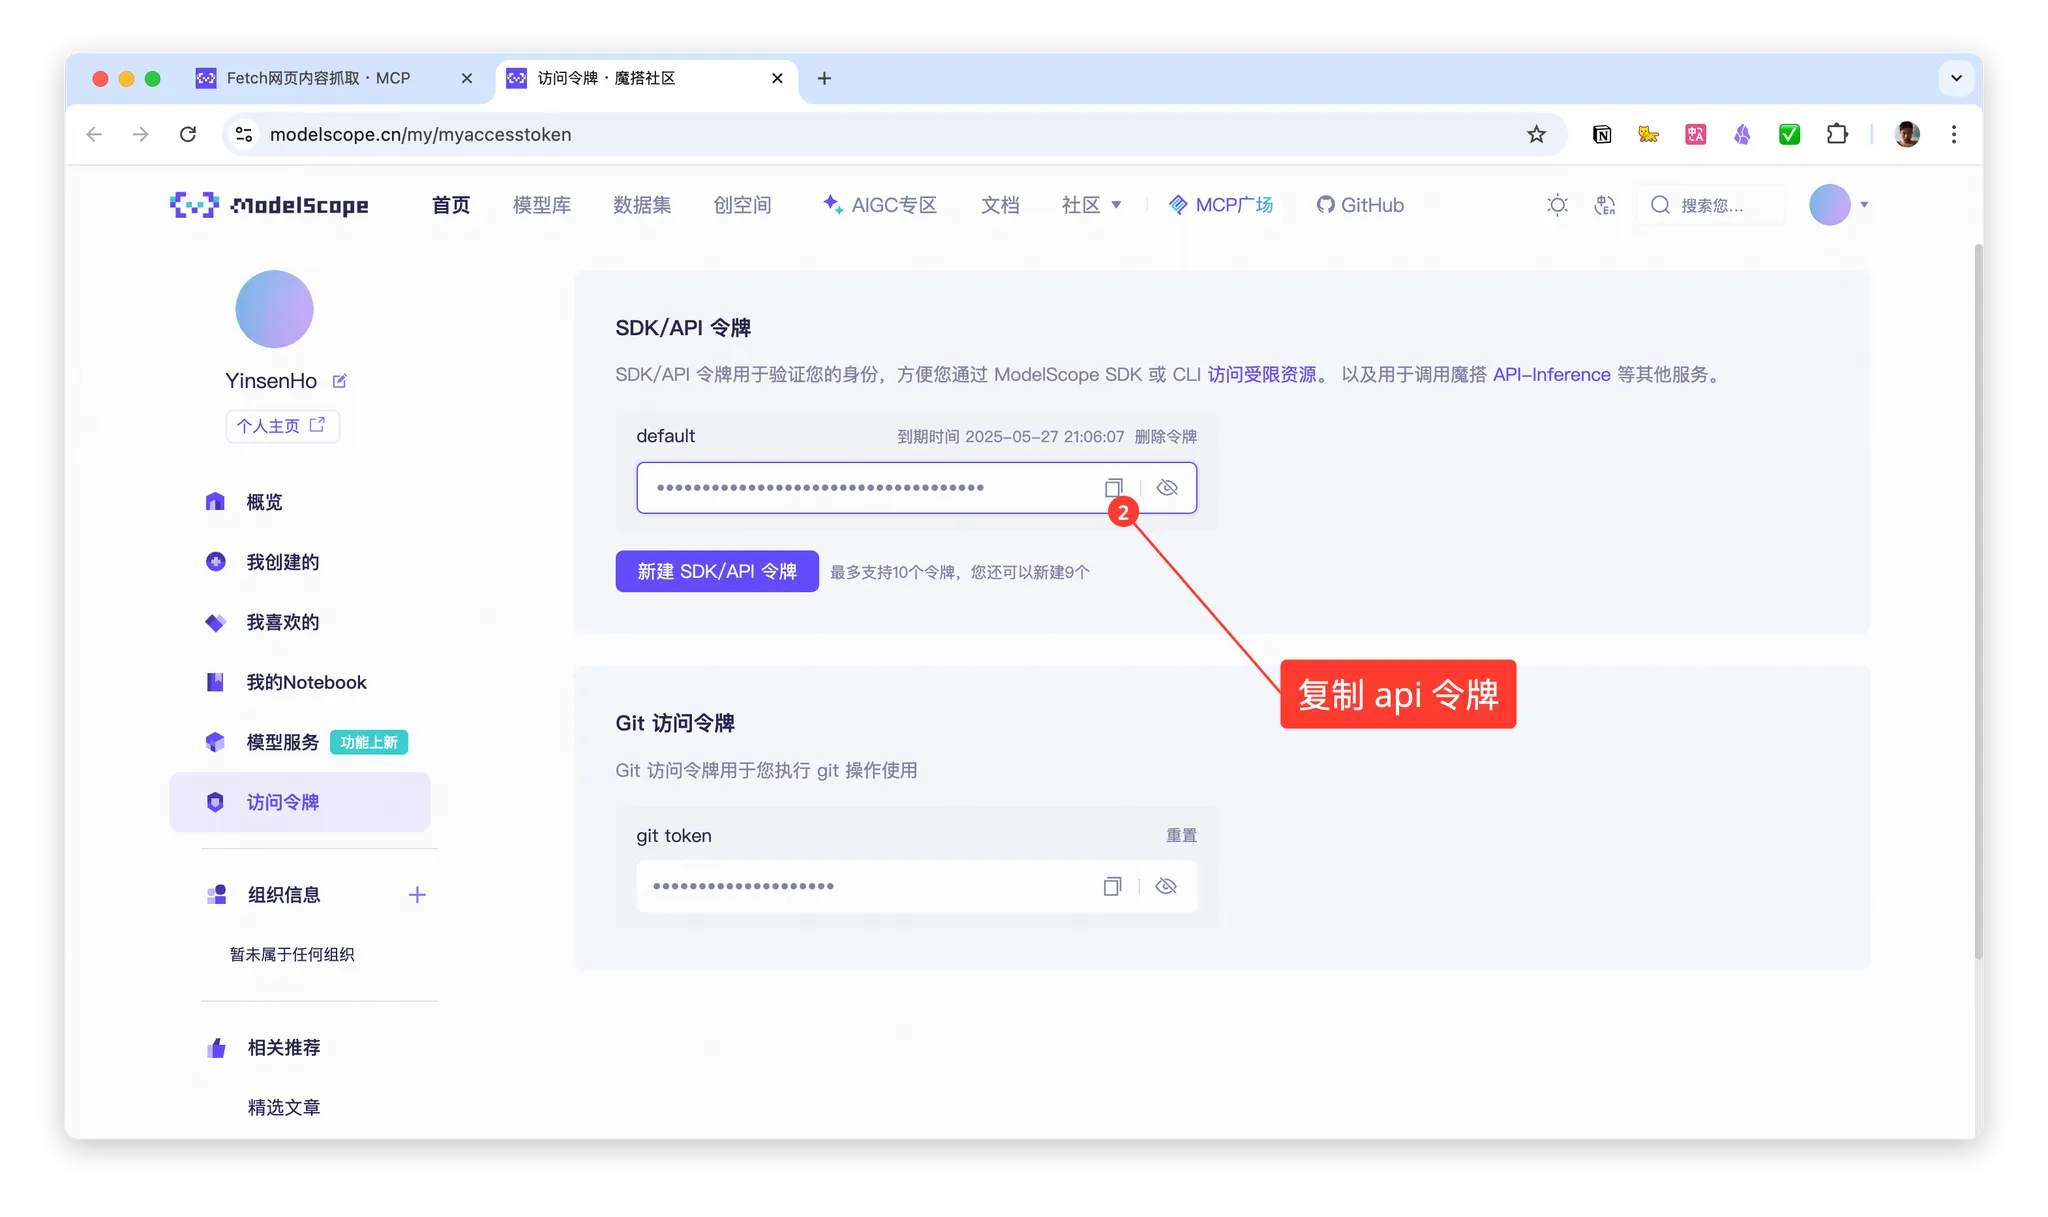 Fetch网页内容抓取 · MCP
访问令牌 · 魔搭社区
modelscope.cn/my/myaccesstoken
ModelScope
首页
模型库
数据集
创空间
AIGC专区
文档
社区
MCP广场
GitHub
搜索您...
YinsenHo
个人主页
概览
我创建的
我喜欢的
我的Notebook
模型服务 功能上新
访问令牌
组织信息
暂未属于任何组织
相关推荐
精选文章
SDK/API 令牌
SDK/API 令牌用于验证您的身份，方便您通过 ModelScope SDK 或 CLI 访问受限资源。 以及用于调用魔搭 API-Inference 等其他服务。
default
到期时间 2025-05-27 21:06:07 删除令牌
••••••••••••••••••••••••••••••••••••
2
新建 SDK/API 令牌
最多支持10个令牌，您还可以新建9个
复制 api 令牌
Git 访问令牌
Git 访问令牌用于您执行 git 操作使用
git token
重置
••••••••••••••••••••